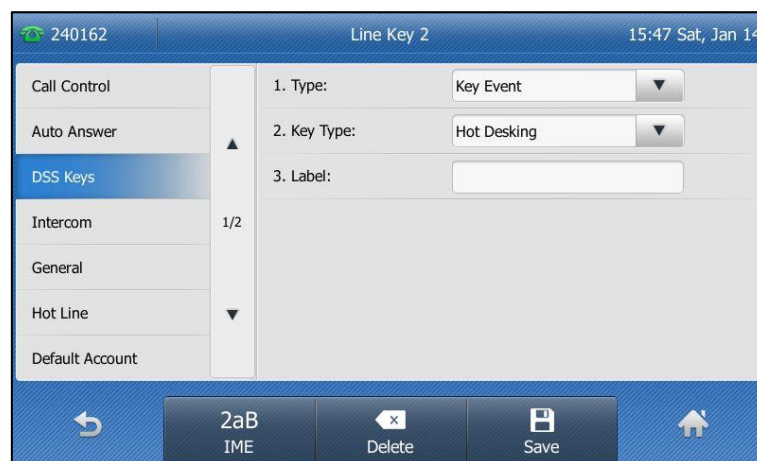 240162 Line Key 2 15:47 Sat, Jan 14
Call Control
Auto Answer
DSS Keys
Intercom
General
Hot Line
Default Account
1/2
1. Type: Key Event
2. Key Type: Hot Desking
3. Label:
2aB
IME
Delete
Save